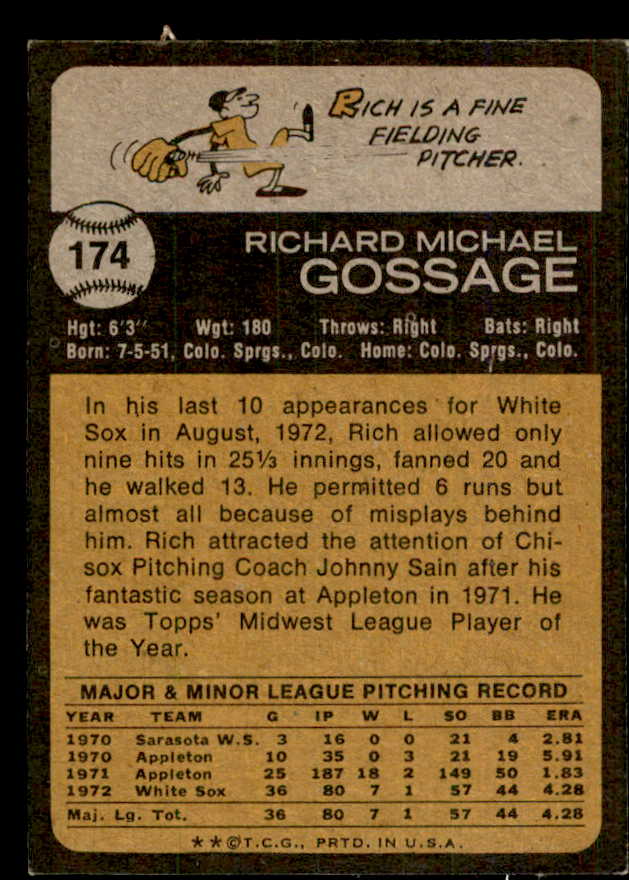 RICH IS A FINE
FIELDING
PITCHER.
174
RICHARD MICHAEL
GOSSAGE
Hgt: 6'3" Wgt: 180 Throws: Right Bats: Right
Born: 7-5-51, Colo. Sprgs., Colo. Home: Colo. Sprgs., Colo.
In his last 10 appearances for White
Sox in August, 1972, Rich allowed only
nine hits in 25⅓ innings, fanned 20 and
he walked 13. He permitted 6 runs but
almost all because of misplays behind
him. Rich attracted the attention of Chi-
sox Pitching Coach Johnny Sain after his
fantastic season at Appleton in 1971. He
was Topps' Midwest League Player of
the Year.
MAJOR & MINOR LEAGUE PITCHING RECORD
YEAR TEAM G IP W L SO BB ERA
1970 Sarasota W.S. 3 16 0 0 21 4 2.81
1970 Appleton 10 35 0 3 21 19 5.91
1971 Appleton 25 187 18 2 149 50 1.83
1972 White Sox 36 80 7 1 57 44 4.28
Maj. Lg. Tot. 36 80 7 1 57 44 4.28
**©T.C.G., PRTD. IN U.S.A.